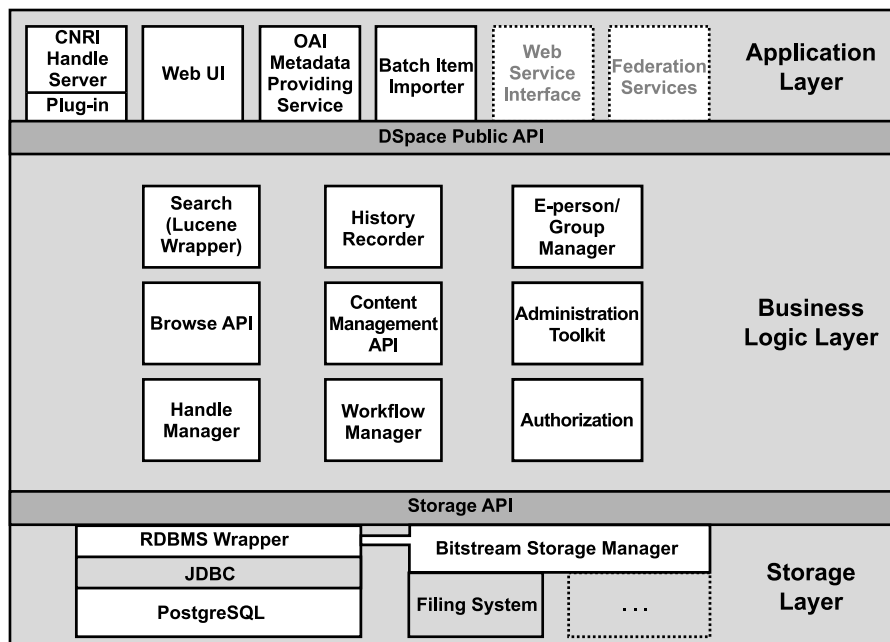 CNRI
Handle
Server
Plug-in
Web UI
OAI
Metadata
Providing
Service
Batch Item
Importer
Web
Service
Interface
Federation
Services
Application
Layer
DSpace Public API
Search
(Lucene
Wrapper)
History
Recorder
E-person/
Group
Manager
Browse API
Content
Management
API
Administration
Toolkit
Business
Logic Layer
Handle
Manager
Workflow
Manager
Authorization
Storage API
RDBMS Wrapper
JDBC
PostgreSQL
Bitstream Storage Manager
Filing System
. . .
Storage
Layer